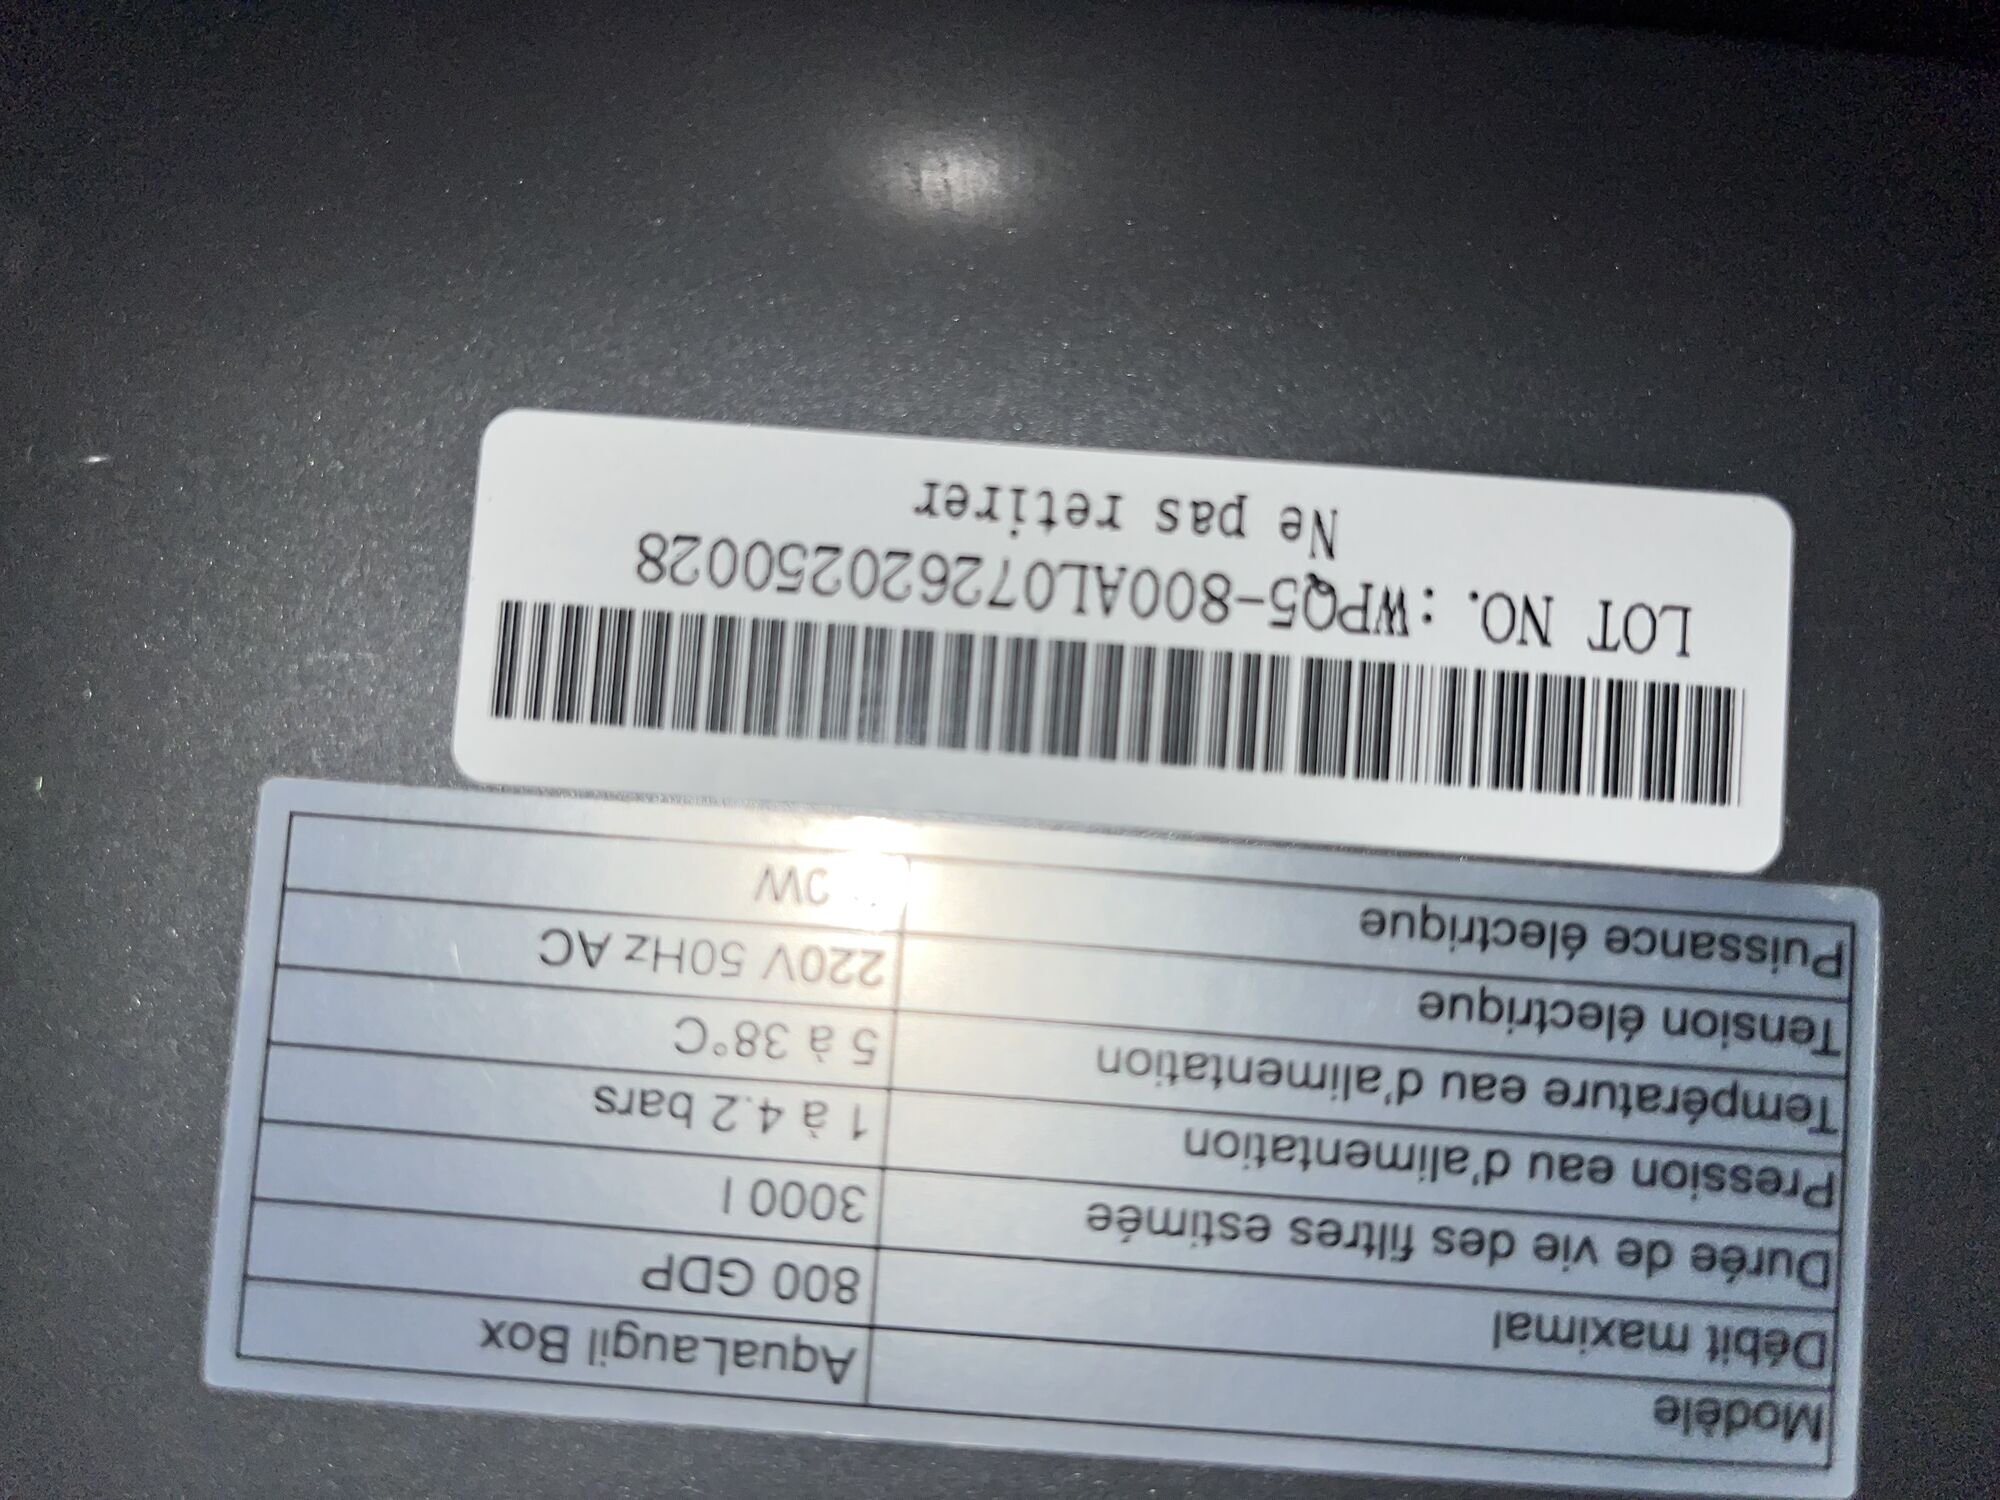 Modèle AquaLaugil Box
Débit maximal 800 GDP
Durée de vie des filtres estimée 3000 l
Pression eau d'alimentation 1 à 4.2 bars
Température eau d'alimentation 5 à 38°C
Tension électrique 220V 50Hz AC
Puissance électrique
LOT NO. :WPQ5-800AL072620250028
Ne pas retirer